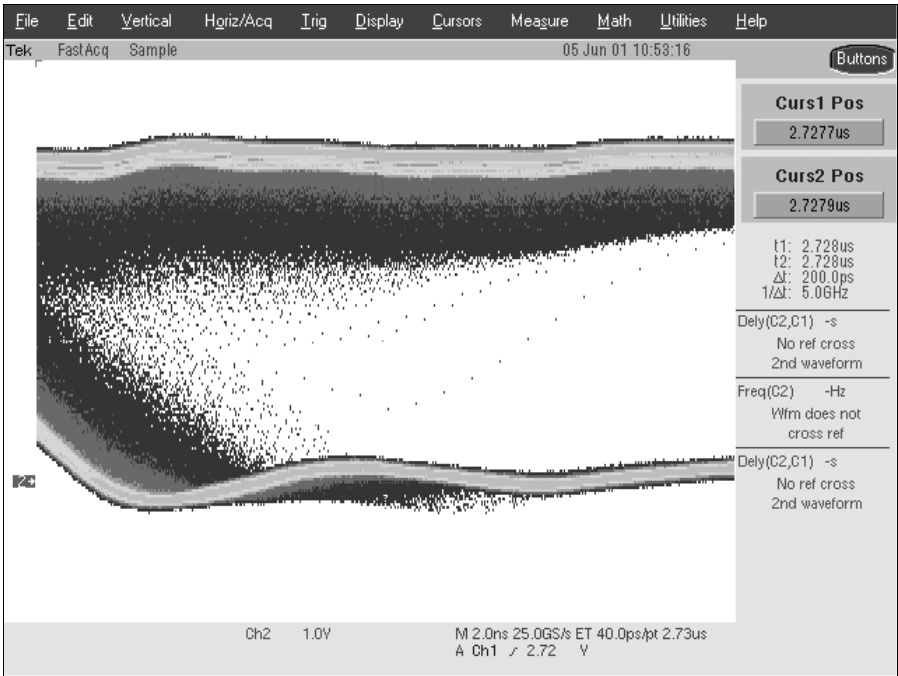 File Edit Vertical Horiz/Acq Trig Display Cursors Measure Math Utilities Help
Tek FastAcq Sample 05 Jun 01 10:53:16
Buttons
Curs1 Pos
2.7277us
Curs2 Pos
2.7279us
t1: 2.728us
t2: 2.728us
Δt: 200.0ps
1/Δt: 5.0GHz
Dely(C2,C1) -s
No ref cross
2nd waveform
Freq(C2) -Hz
Wfm does not
cross ref
Dely(C2,C1) -s
No ref cross
2nd waveform
2
Ch2 1.0V M 2.0ns 25.0GS/s ET 40.0ps/pt 2.73us
A Ch1 / 2.72 V